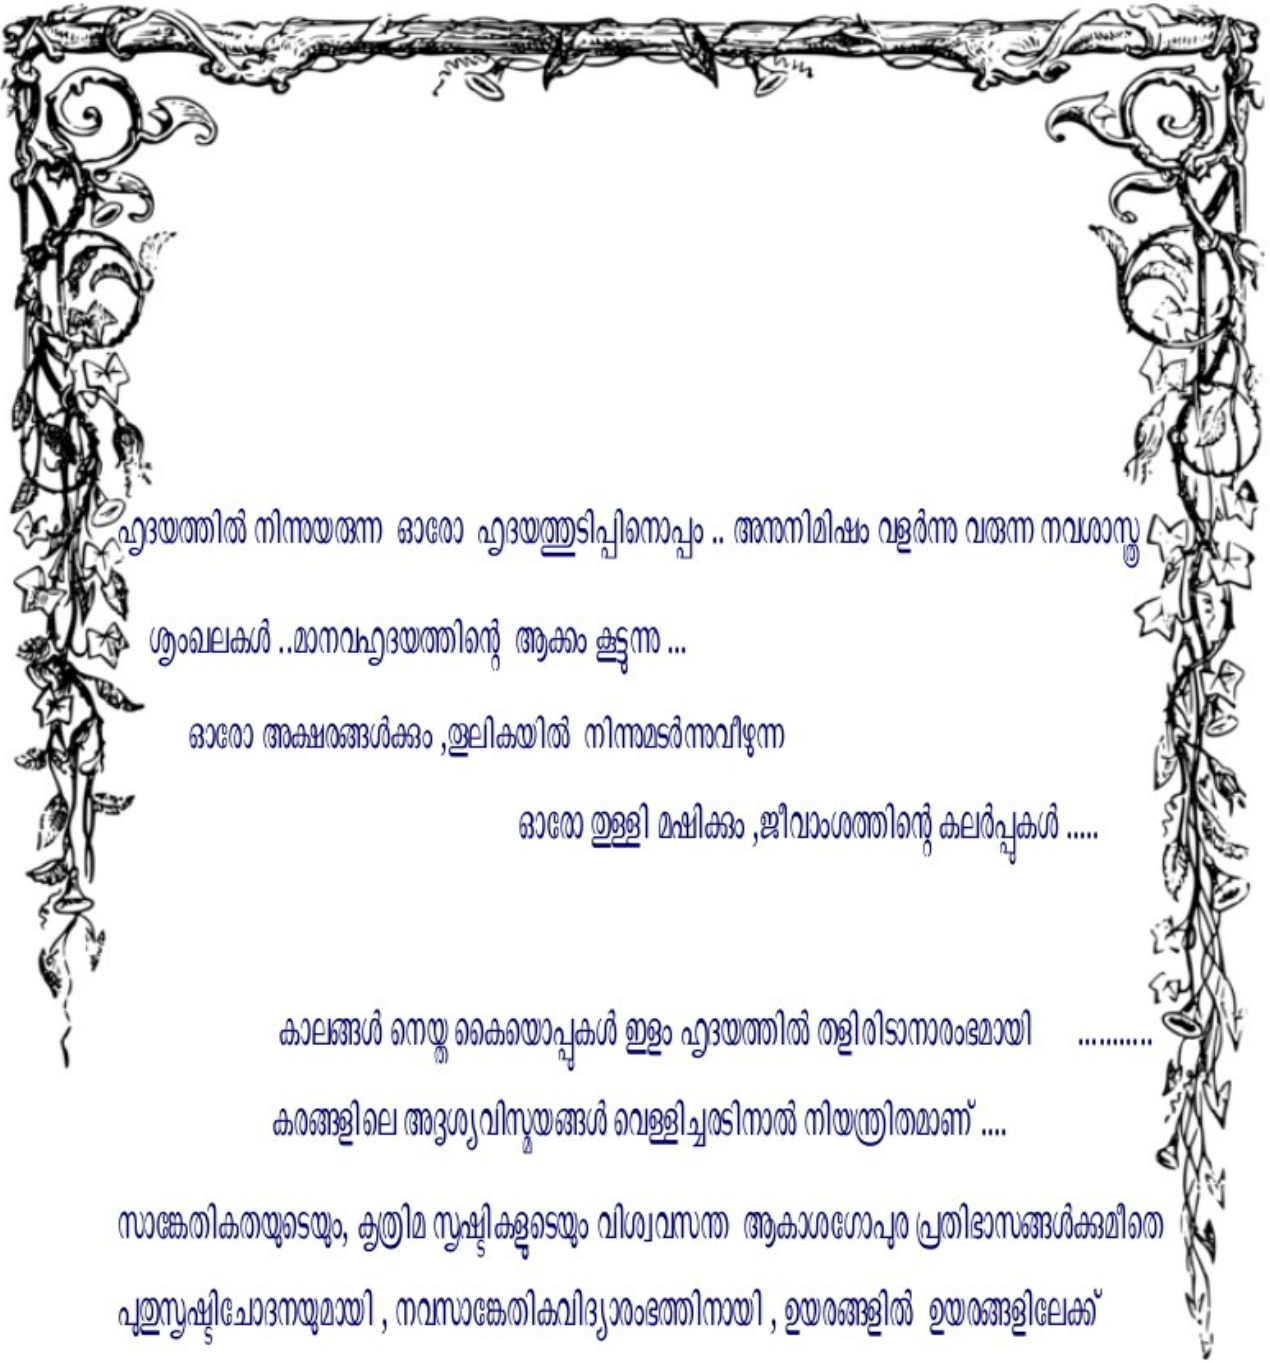 ഹൃദയത്തിൽ നിന്നുയരുന്ന ഓരോ ഹൃദയത്തുടിപ്പിനൊപ്പം .. അനുനിമിഷം വളർന്നു വരുന്ന നവശാസ്ത്ര
ശൃംഖലകൾ ..മാനവഹൃദയത്തിന്റെ ആക്കം കൂട്ടുന്നു ...
ഓരോ അക്ഷരങ്ങൾക്കും ,തൂലികയിൽ നിന്നുമടർന്നുവീഴുന്ന
ഓരോ തുള്ളി മഷിക്കും ,ജീവാംശത്തിന്റെ കലർപ്പുകൾ .....
കാലങ്ങൾ നെയ്ത കൈയൊപ്പുകൾ ഇളം ഹൃദയത്തിൽ തളിരിടാനാരംഭമായി ..........
കരങ്ങളിലെ അദൃശ്യവിസ്മയങ്ങൾ വെള്ളിച്ചരടിനാൽ നിയന്ത്രിതമാണ് ....
സാങ്കേതികതയുടെയും, കൃത്രിമ സൃഷ്ടികളുടെയും വിശ്വവസന്ത ആകാശഗോപുര പ്രതിഭാസങ്ങൾക്കുമീതെ
പുതുസൃഷ്ടിചോദനയുമായി , നവസാങ്കേതികവിദ്യാരംഭത്തിനായി , ഉയരങ്ങളിൽ ഉയരങ്ങളിലേക്ക്